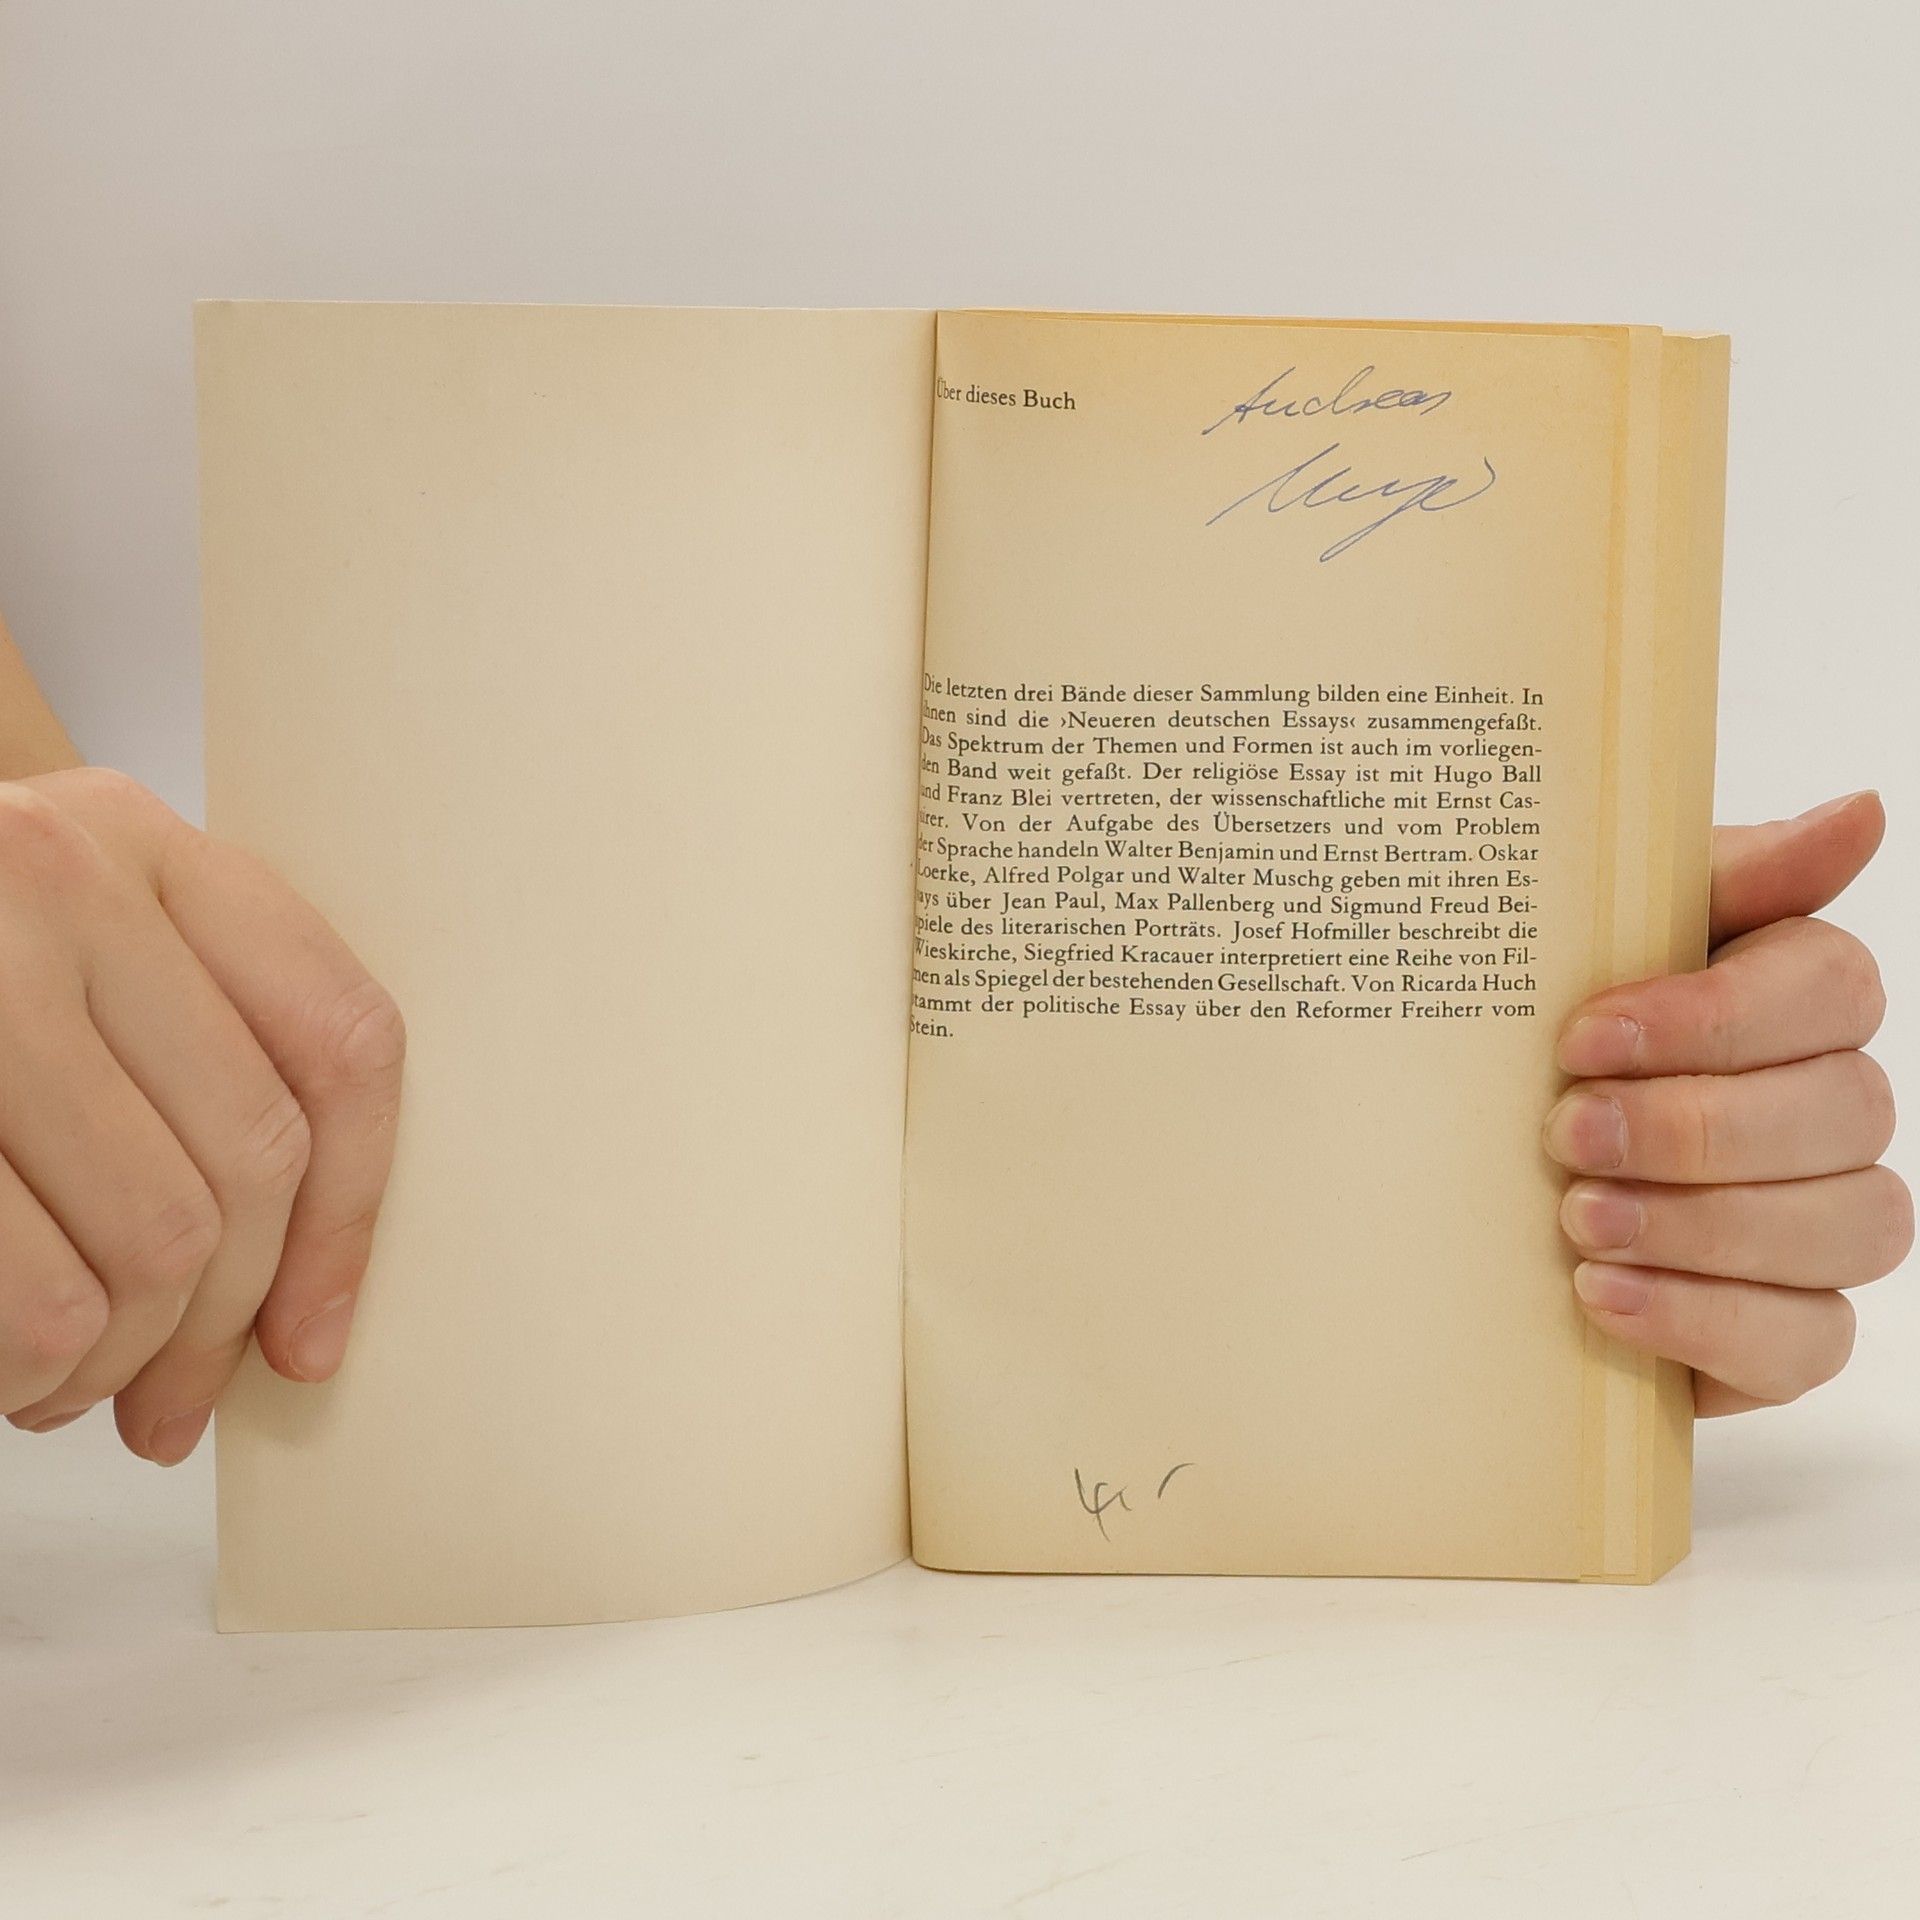 Über dieses Buch
Andreas
Die letzten drei Bände dieser Sammlung bilden eine Einheit. In
ihnen sind die ›Neueren deutschen Essays‹ zusammengefaßt.
Das Spektrum der Themen und Formen ist auch im vorliegen-
den Band weit gefaßt. Der religiöse Essay ist mit Hugo Ball
und Franz Blei vertreten, der wissenschaftliche mit Ernst Cas-
sirer. Von der Aufgabe des Übersetzers und vom Problem
der Sprache handeln Walter Benjamin und Ernst Bertram. Oskar
Loerke, Alfred Polgar und Walter Muschg geben mit ihren Es-
says über Jean Paul, Max Pallenberg und Sigmund Freud Bei-
spiele des literarischen Porträts. Josef Hofmiller beschreibt die
Wieskirche, Siegfried Kracauer interpretiert eine Reihe von Fil-
men als Spiegel der bestehenden Gesellschaft. Von Ricarda Huch
stammt der politische Essay über den Reformer Freiherr vom
Stein.